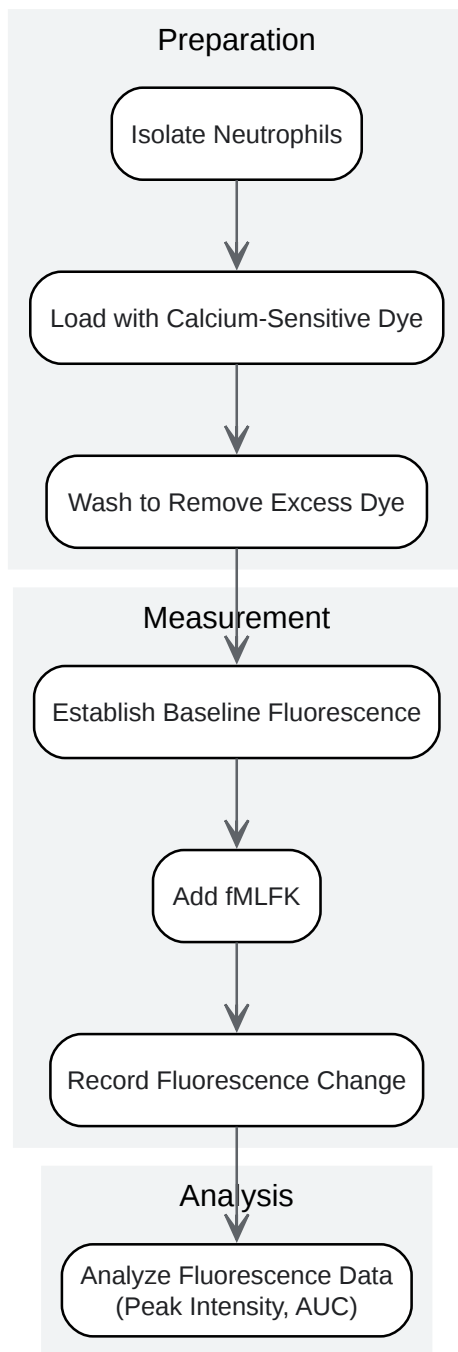 Preparation
Isolate Neutrophils
Load with Calcium-Sensitive Dye
Wash to Remove Excess Dye
Measurement
Establish Baseline Fluorescence
Add fMLFK
Record Fluorescence Change
Analysis
Analyze Fluorescence Data
(Peak Intensity, AUC)